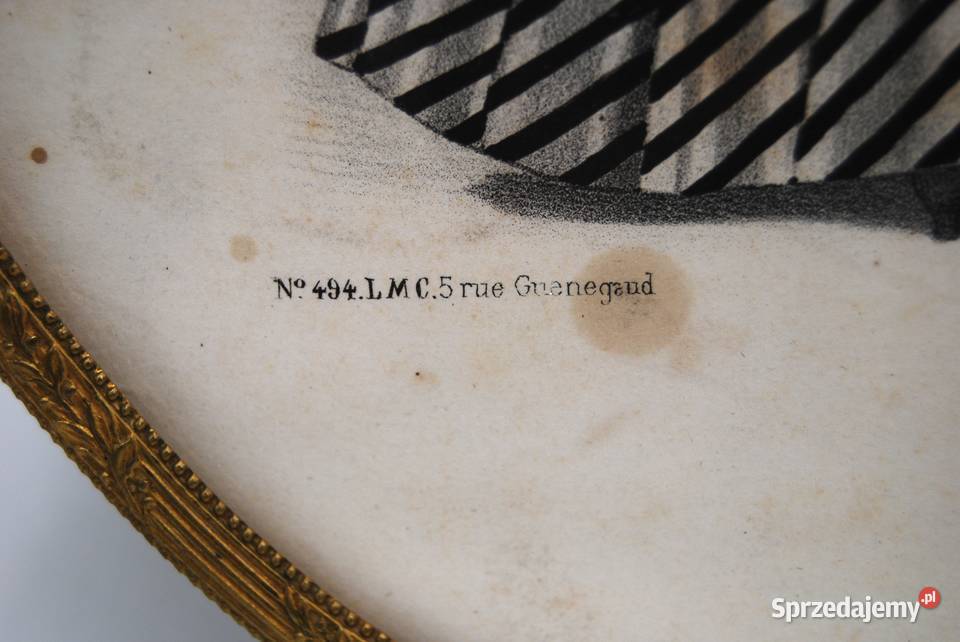 Nº 494. L M C. 5 rue Guenegaud
Sprzedajemy.pl